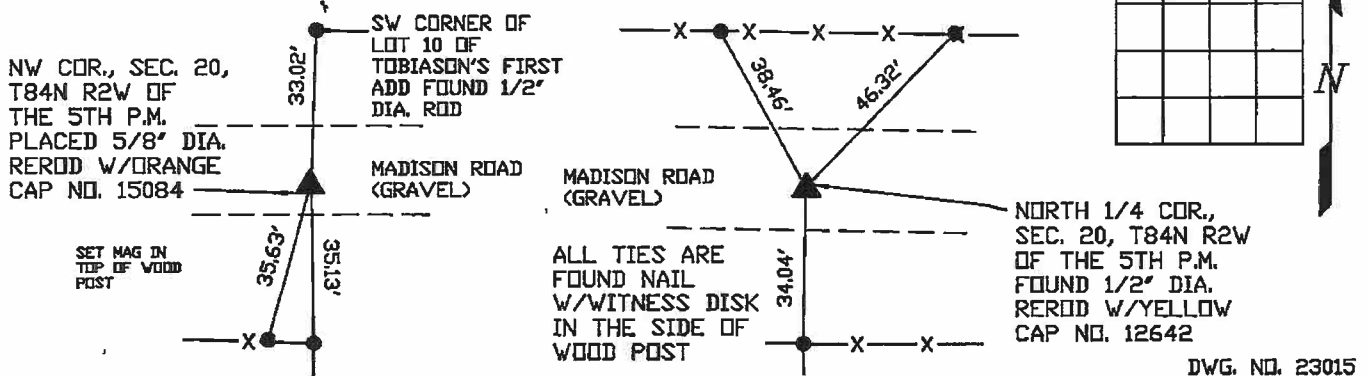 NW COR., SEC. 20,
T84N R2W OF
THE 5TH P.M.
PLACED 5/8" DIA.
REROD W/ORANGE
CAP NO. 15084
33.02'
SW CORNER OF
LOT 10 OF
TOBIASON'S FIRST
ADD FOUND 1/2"
DIA. ROD
MADISON ROAD
(GRAVEL)
SET MAG IN
TOP OF WOOD
POST
35.63'
35.13'
X
X X X X
38.46'
46.32'
MADISON ROAD
(GRAVEL)
ALL TIES ARE
FOUND NAIL
W/WITNESS DISK
IN THE SIDE OF
WOOD POST
34.04'
X X
NORTH 1/4 COR.,
SEC. 20, T84N R2W
OF THE 5TH P.M.
FOUND 1/2" DIA.
REROD W/YELLOW
CAP NO. 12642
N
DWG. NO. 23015